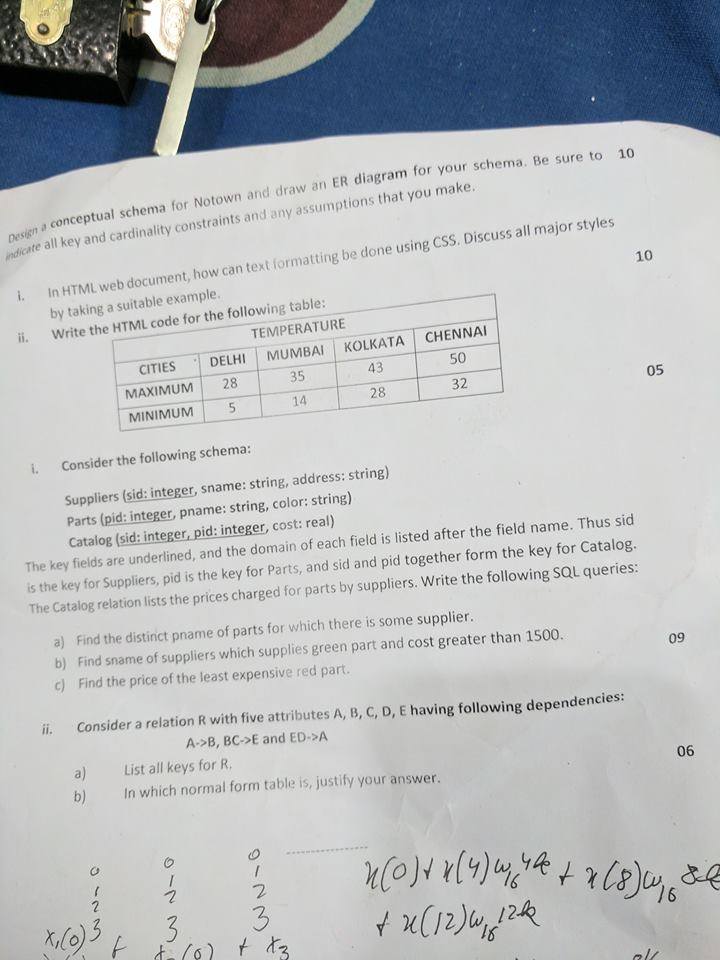 Design a conceptual schema for Notown and draw an ER diagram for your schema. Be sure to 10
indicate all key and cardinality constraints and any assumptions that you make.
i. In HTML web document, how can text formatting be done using CSS. Discuss all major styles
by taking a suitable example. 10
ii. Write the HTML code for the following table:
TEMPERATURE
CITIES DELHI MUMBAI KOLKATA CHENNAI
MAXIMUM 28 35 43 50
MINIMUM 5 14 28 32
05
i. Consider the following schema:
Suppliers (sid: integer, sname: string, address: string)
Parts (pid: integer, pname: string, color: string)
Catalog (sid: integer, pid: integer, cost: real)
The key fields are underlined, and the domain of each field is listed after the field name. Thus sid
is the key for Suppliers, pid is the key for Parts, and sid and pid together form the key for Catalog.
The Catalog relation lists the prices charged for parts by suppliers. Write the following SQL queries:
a) Find the distinct pname of parts for which there is some supplier.
b) Find sname of suppliers which supplies green part and cost greater than 1500.
c) Find the price of the least expensive red part. 09
ii. Consider a relation R with five attributes A, B, C, D, E having following dependencies:
A->B, BC->E and ED->A
a) List all keys for R. 06
b) In which normal form table is, justify your answer.
0 0 0
1 1 1
2 2 2
3 3 3
x(0) + x(4)w16 4k + x(8)w16
+ x(12)w16 12k
x1(0) + (0) + x3